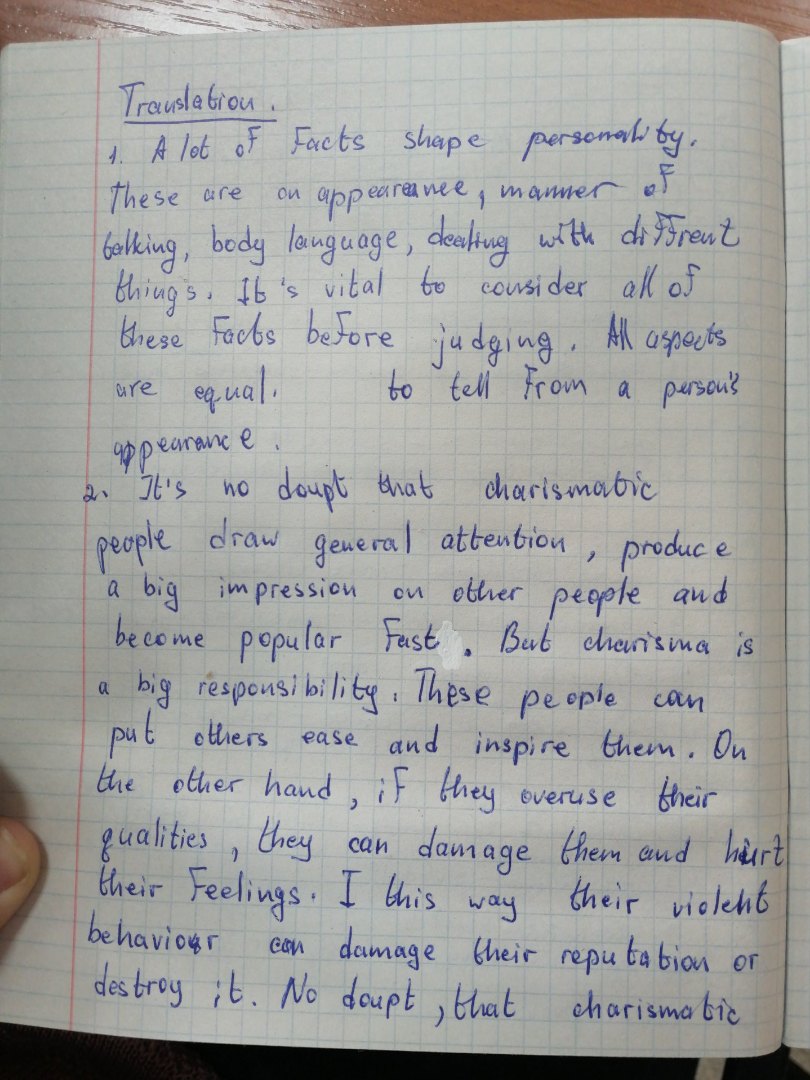 Translation.
1. A lot of Facts shape personality.
These are on appearance, manner of
talking, body language, dealing with diffrent
thing's. It's vital to consider all of
these Facts before judging. All aspects
are equal. to tell From a person's
appearance.
2. It's no doupt that charismatic
people draw general attention, produce
a big impression on other people and
become popular Fast. But charisma is
a big responsibility. These people can
put others ease and inspire them. On
the other hand, if they overuse their
qualities, they can damage them and hurt
their Feelings. I this way their violent
behaviour can damage their reputation or
destroy it. No doupt, that charismatic